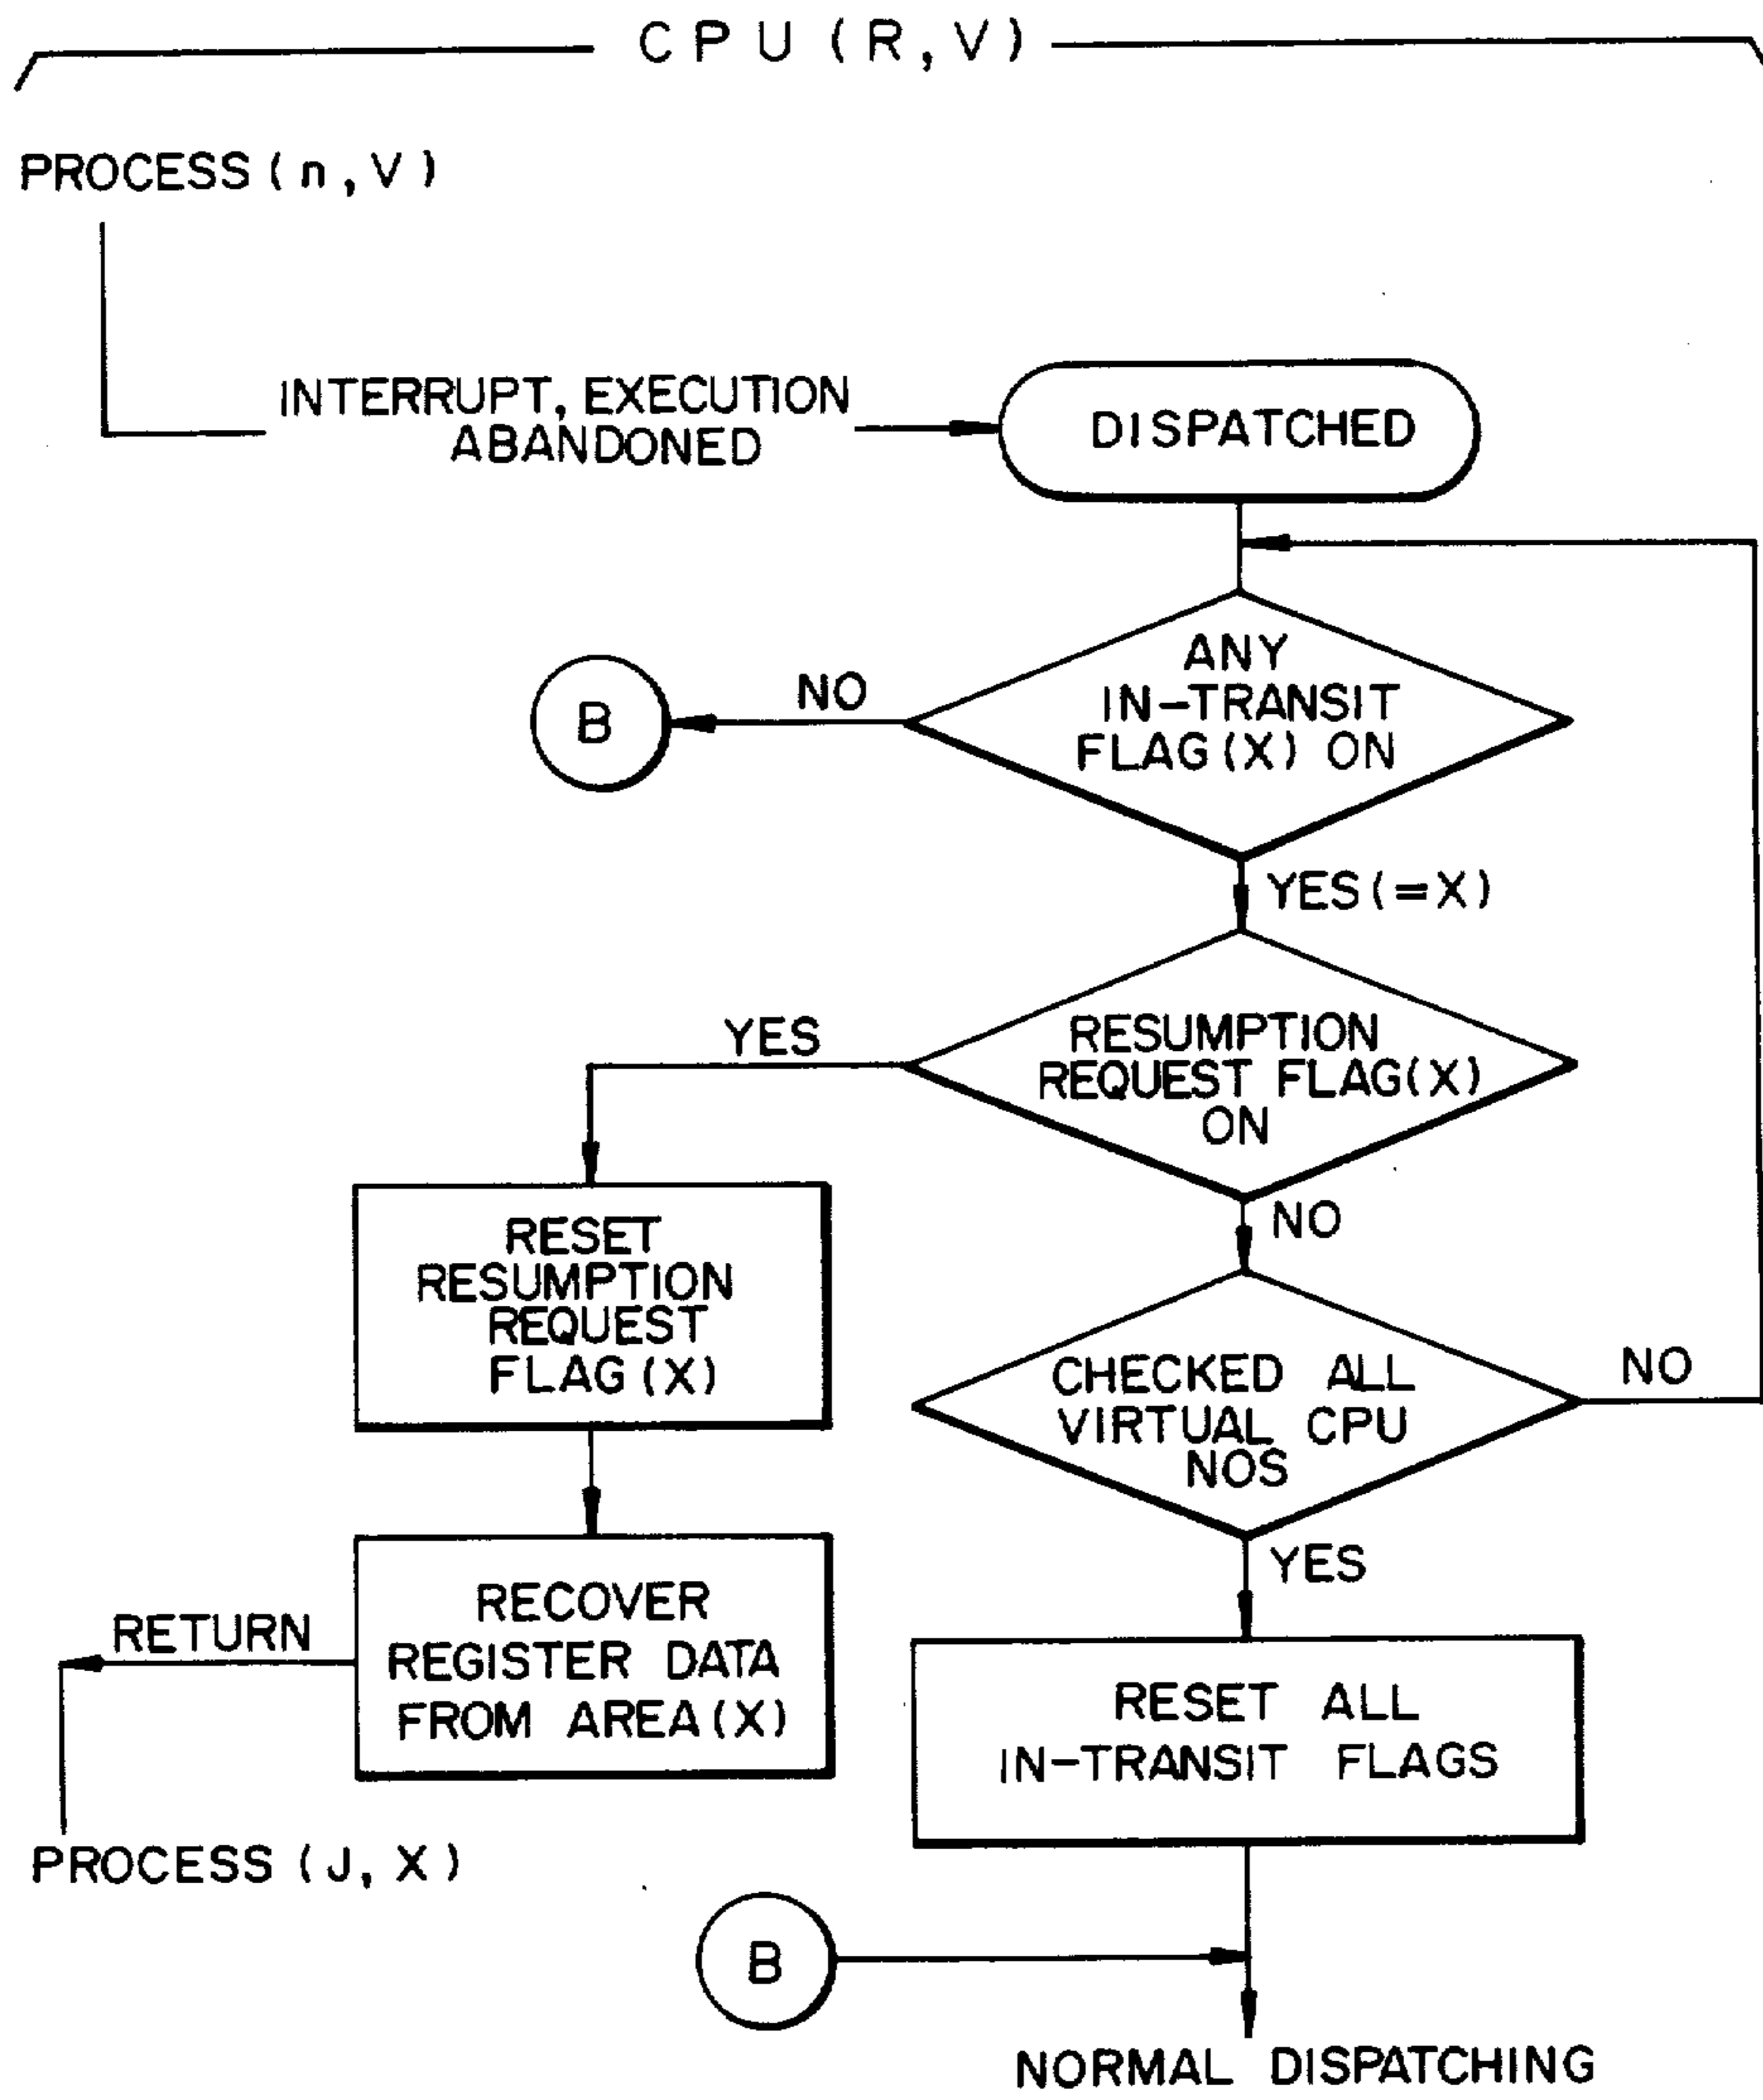 CPU (R,V)
PROCESS (n,V)
INTERRUPT, EXECUTION
ABANDONED
DISPATCHED
ANY
IN-TRANSIT
FLAG(X) ON
NO
B
YES(=X)
RESUMPTION
REQUEST FLAG(X)
ON
YES
NO
RESET
RESUMPTION
REQUEST
FLAG(X)
CHECKED ALL
VIRTUAL CPU
NOS
NO
YES
RECOVER
REGISTER DATA
FROM AREA(X)
RETURN
PROCESS (J, X)
RESET ALL
IN-TRANSIT FLAGS
B
NORMAL DISPATCHING